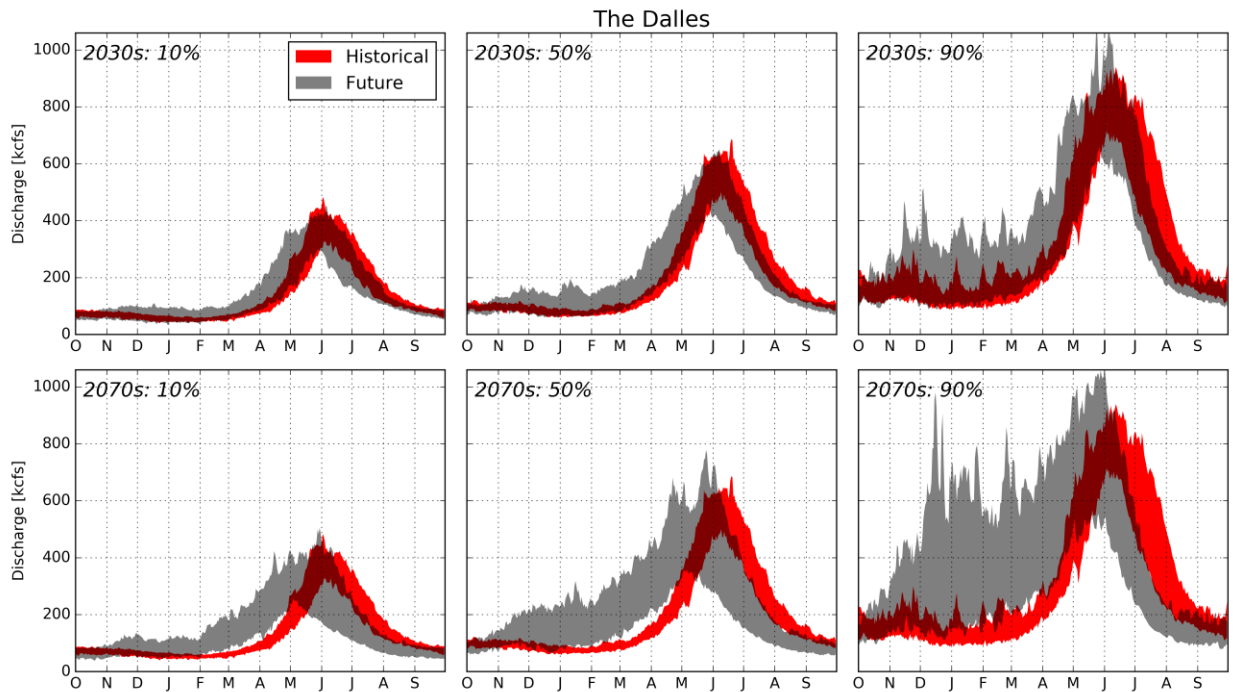 The Dalles
2030s: 10%
Historical
Future
2030s: 50%
2030s: 90%
Discharge [kcfs]
1000
800
600
400
200
0
O N D J F M A M J J A S
O N D J F M A M J J A S
O N D J F M A M J J A S
2070s: 10%
2070s: 50%
2070s: 90%
Discharge [kcfs]
1000
800
600
400
200
0
O N D J F M A M J J A S
O N D J F M A M J J A S
O N D J F M A M J J A S